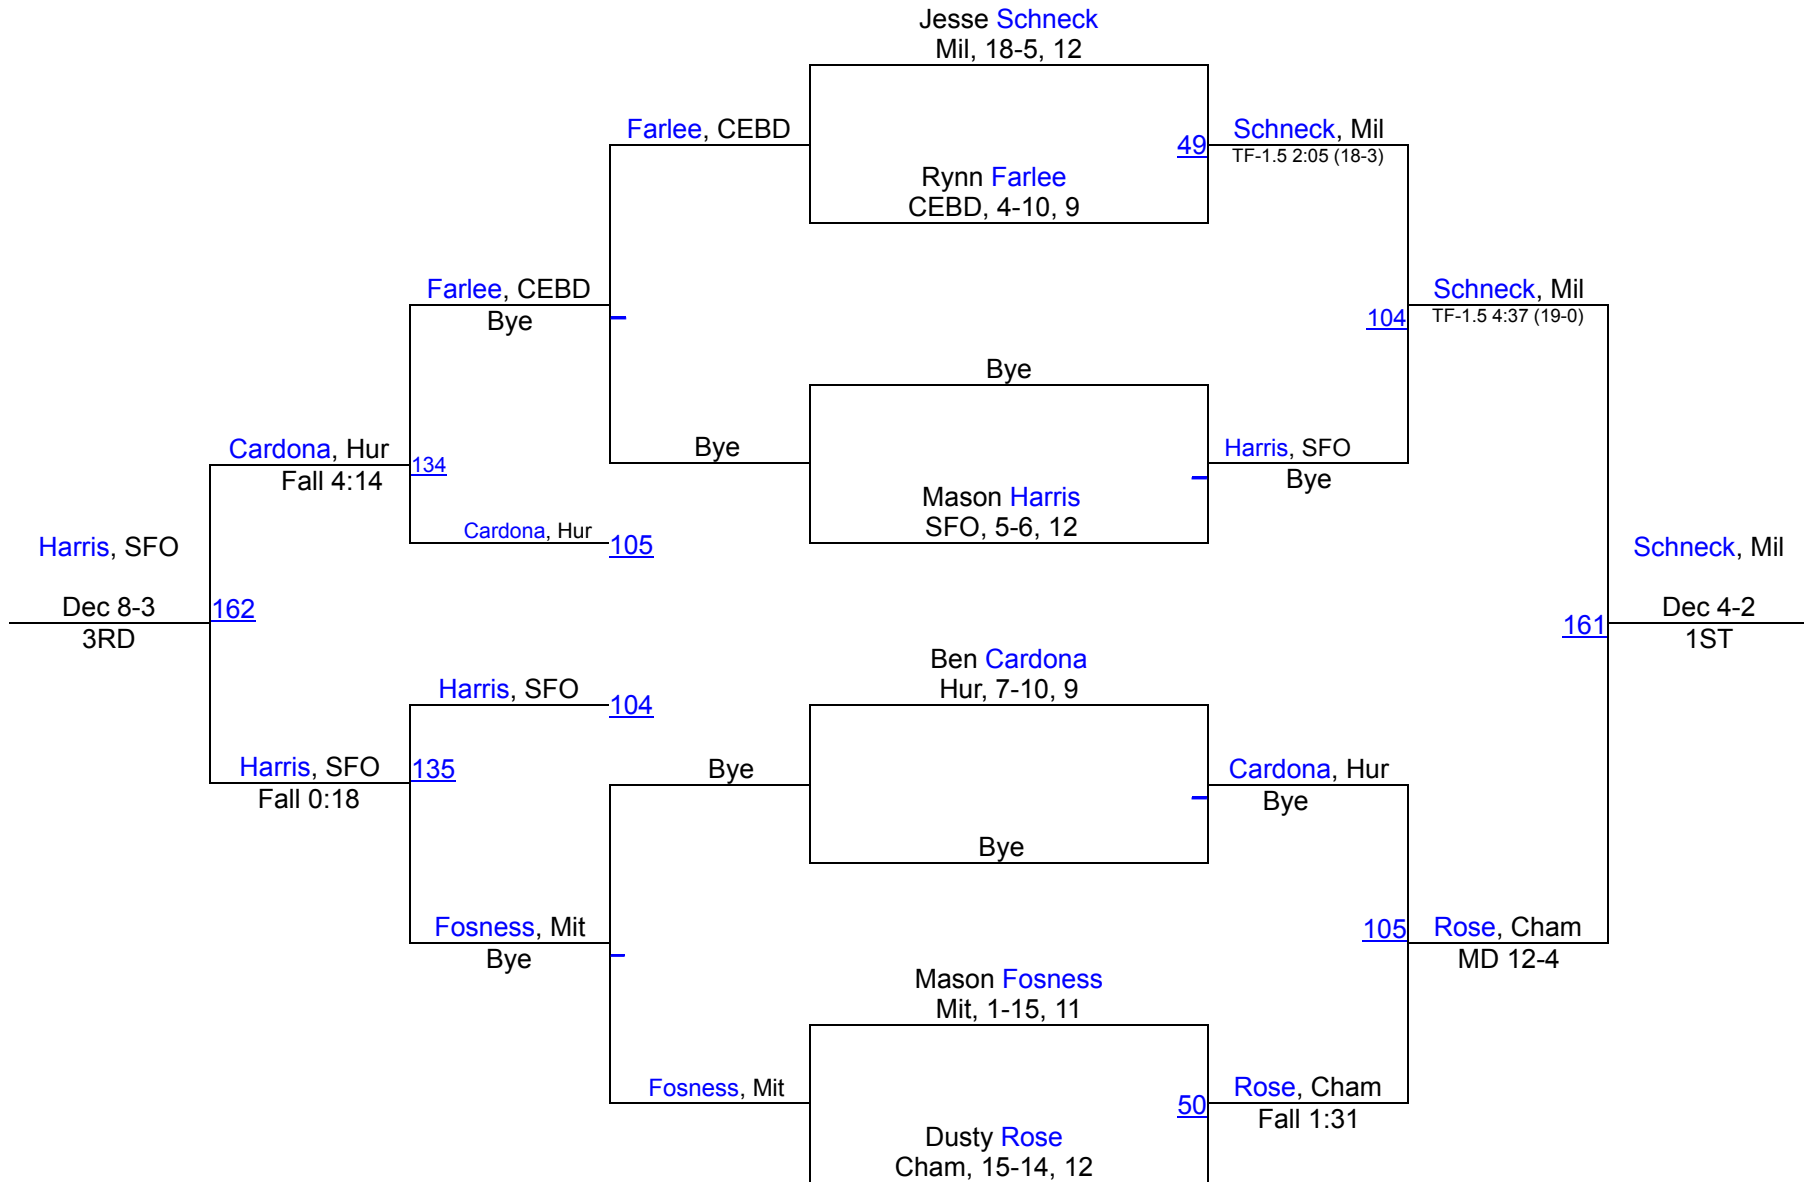 Jesse Schneck
Mil, 18-5, 12
Farlee, CEBD
49
Schneck, Mil
TF-1.5 2:05 (18-3)
Rynn Farlee
CEBD, 4-10, 9
Farlee, CEBD
Bye
Schneck, Mil
TF-1.5 4:37 (19-0)
104
Bye
Cardona, Hur
Fall 4:14
134
Bye
Harris, SFO
Bye
Mason Harris
SFO, 5-6, 12
Cardona, Hur
105
Harris, SFO
Dec 8-3
3RD
162
Schneck, Mil
Dec 4-2
1ST
161
Ben Cardona
Hur, 7-10, 9
Harris, SFO
104
Harris, SFO
Fall 0:18
135
Bye
Cardona, Hur
Bye
Bye
Fosness, Mit
Bye
105
Rose, Cham
MD 12-4
Mason Fosness
Mit, 1-15, 11
Fosness, Mit
50
Rose, Cham
Fall 1:31
Dusty Rose
Cham, 15-14, 12